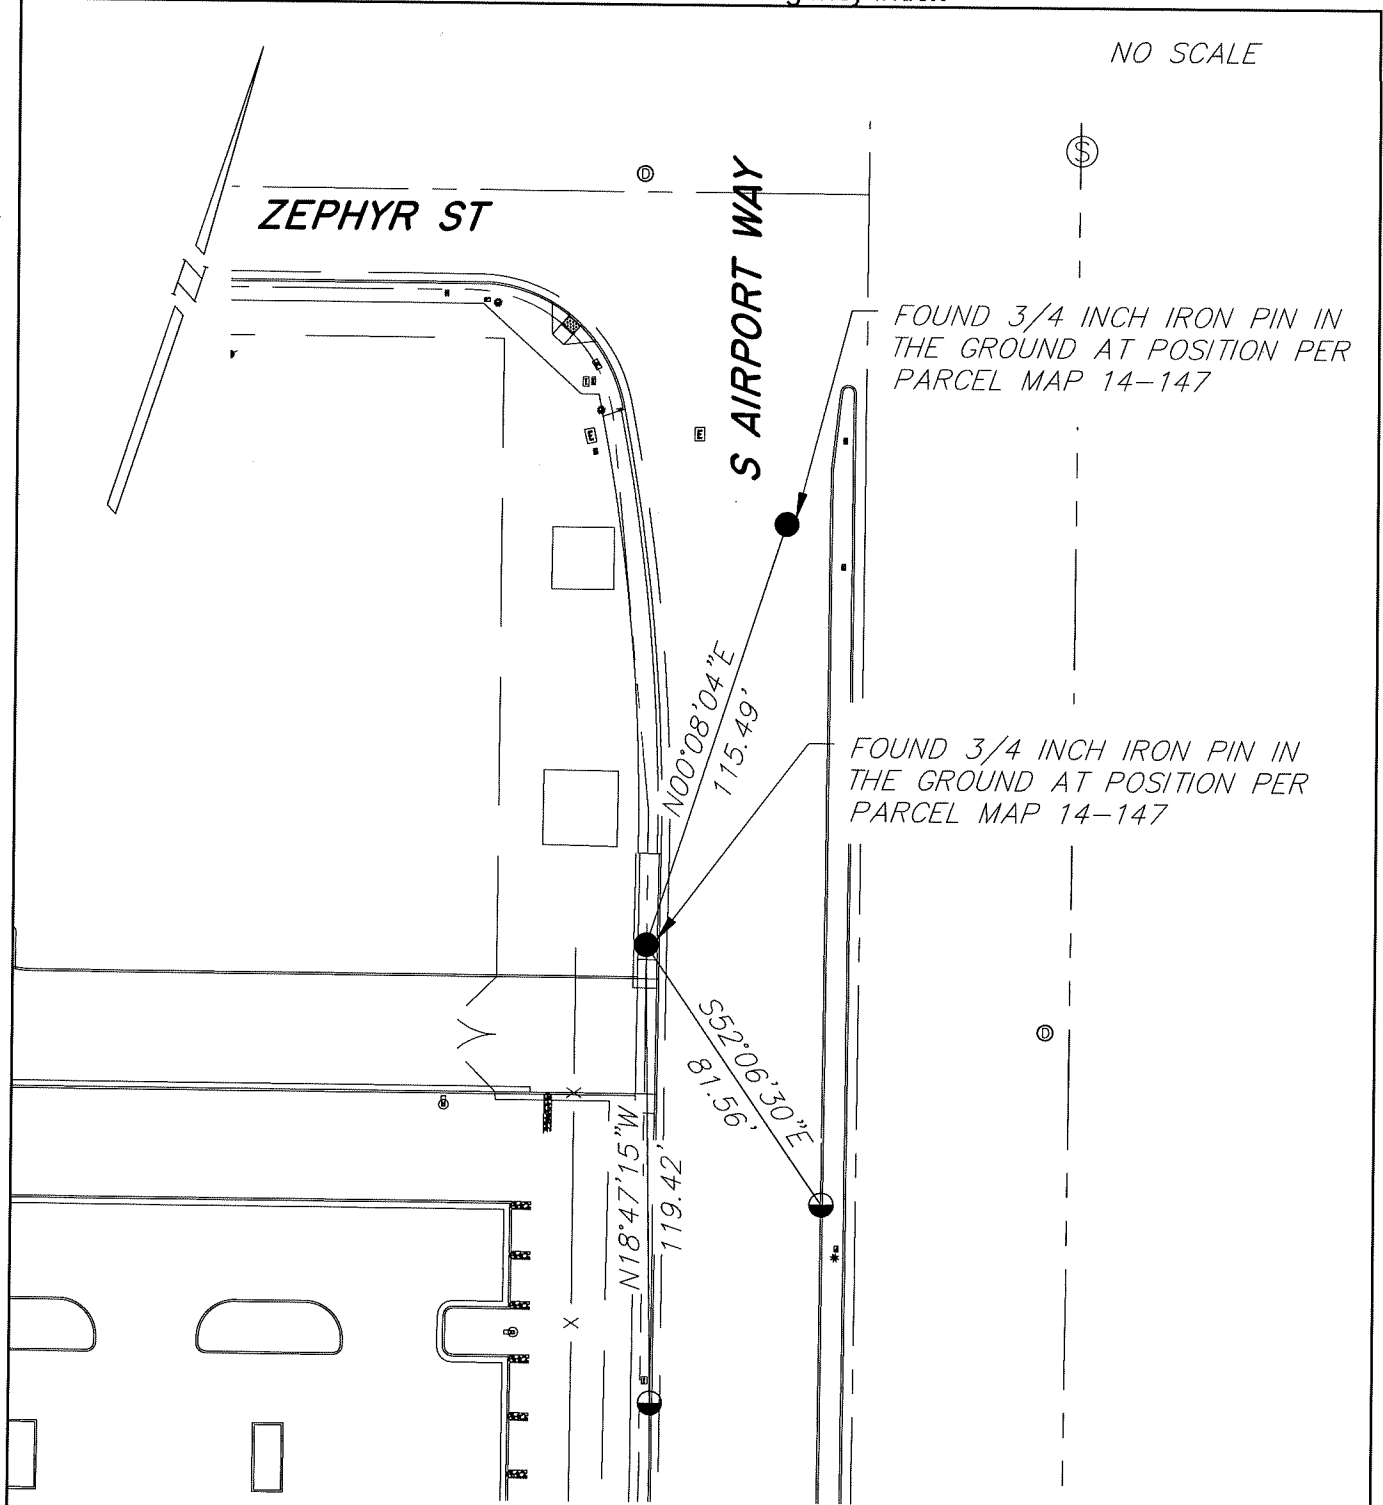 NO SCALE
Z
D
S
ZEPHYR ST
S AIRPORT WAY
FOUND 3/4 INCH IRON PIN IN
THE GROUND AT POSITION PER
PARCEL MAP 14-147
N00°08'04"E
115.49'
FOUND 3/4 INCH IRON PIN IN
THE GROUND AT POSITION PER
PARCEL MAP 14-147
S52°06'30"E
81.56'
D
X
N18°47'15"W
119.42'
X